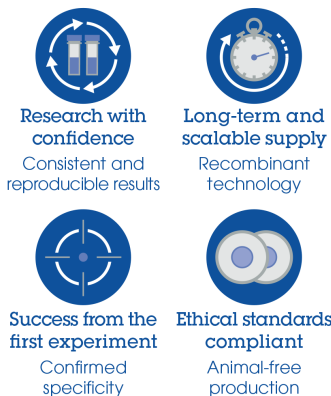 Research with
confidence
Consistent and
reproducible results
Long-term and
scalable supply
Recombinant
technology
Success from the
first experiment
Confirmed
specificity
Ethical standards
compliant
Animal-free
production